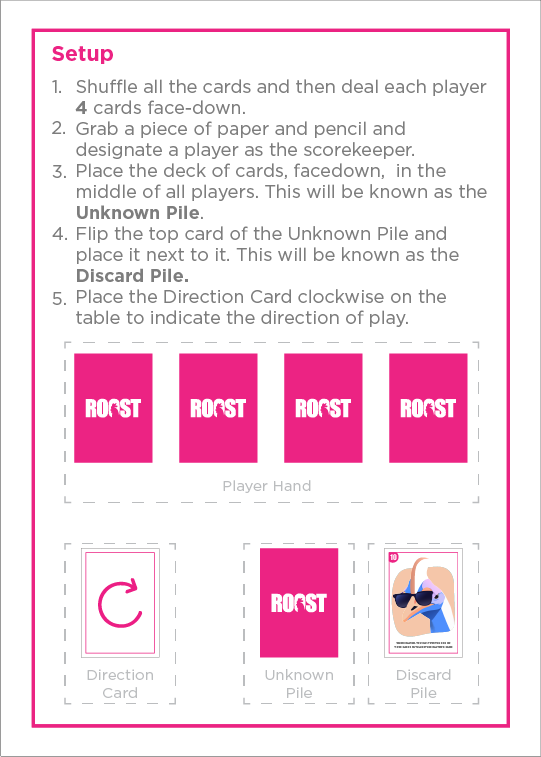 Setup
1. Shuffle all the cards and then deal each player
4 cards face-down.
2. Grab a piece of paper and pencil and
designate a player as the scorekeeper.
3. Place the deck of cards, facedown,  in the
middle of all players. This will be known as the
Unknown Pile.
4. Flip the top card of the Unknown Pile and
place it next to it. This will be known as the
Discard Pile.
5. Place the Direction Card clockwise on the
table to indicate the direction of play.
ROOST ROOST ROOST ROOST
Player Hand
ROOST
10
Direction
Card
Unknown
Pile
Discard
Pile